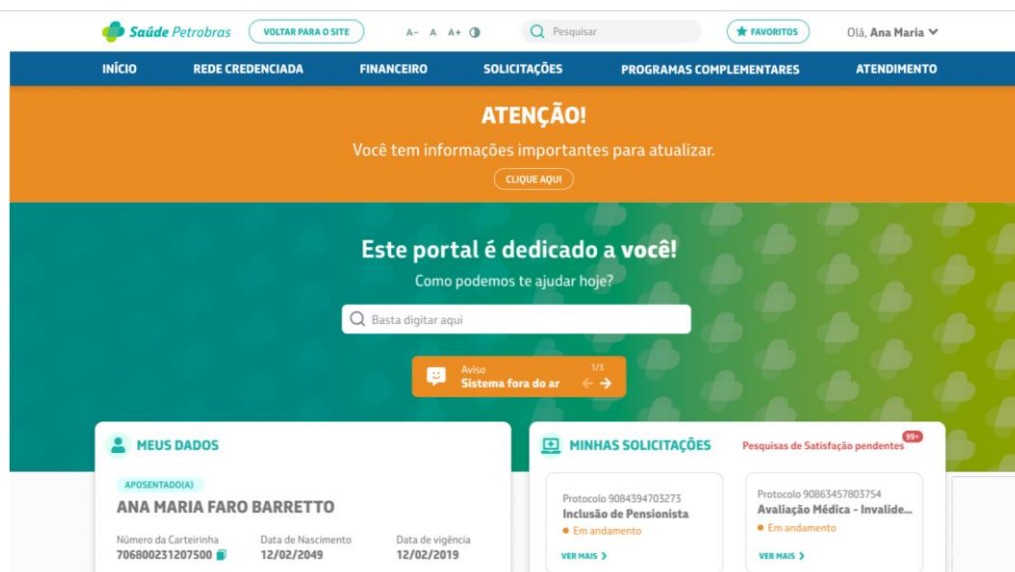 Saúde Petrobras
VOLTAR PARA O SITE
A- A A+
Pesquisar
FAVORITOS
Olá, Ana Maria
INÍCIO REDE CREDENCIADA FINANCEIRO SOLICITAÇÕES PROGRAMAS COMPLEMENTARES ATENDIMENTO
ATENÇÃO!
Você tem informações importantes para atualizar.
CLIQUE AQUI
Este portal é dedicado a você!
Como podemos te ajudar hoje?
Basta digitar aqui
Aviso 1/3
Sistema fora do ar
MEUS DADOS
APOSENTADO(A)
ANA MARIA FARO BARRETTO
Número da Carteirinha Data de Nascimento Data de vigência
706800231207500 12/02/2049 12/02/2019
MINHAS SOLICITAÇÕES
Pesquisas de Satisfação pendentes 99+
Protocolo 9084394703273
Inclusão de Pensionista
Em andamento
VER MAIS
Protocolo 90863457803754
Avaliação Médica - Invalide...
Em andamento
VER MAIS